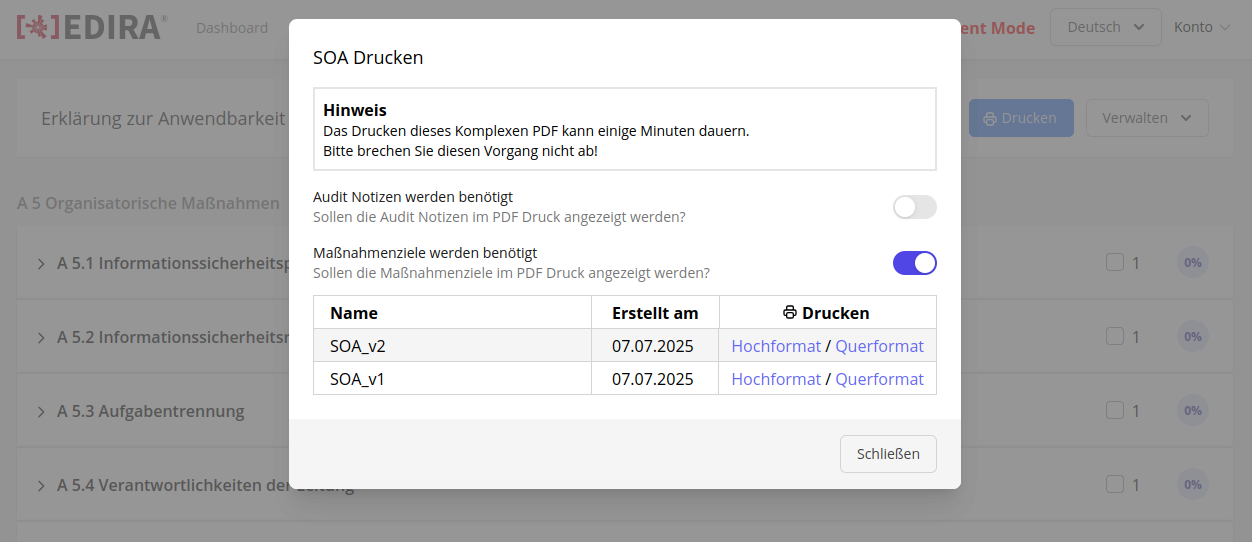 EDIRA®
Dashboard
ent Mode
Deutsch
Konto
Erklärung zur Anwendbarkeit
Drucken
Verwalten
SOA Drucken
Hinweis
Das Drucken dieses Komplexen PDF kann einige Minuten dauern.
Bitte brechen Sie diesen Vorgang nicht ab!
Audit Notizen werden benötigt
Sollen die Audit Notizen im PDF Druck angezeigt werden?
Maßnahmenziele werden benötigt
Sollen die Maßnahmenziele im PDF Druck angezeigt werden?
Name Erstellt am Drucken
SOA_v2 07.07.2025 Hochformat / Querformat
SOA_v1 07.07.2025 Hochformat / Querformat
Schließen
A 5 Organisatorische Maßnahmen
A 5.1 Informationssicherheitsp 1 0%
A 5.2 Informationssicherheitsr 1 0%
A 5.3 Aufgabentrennung 1 0%
A 5.4 Verantwortlichkeiten der Leitung 1 0%